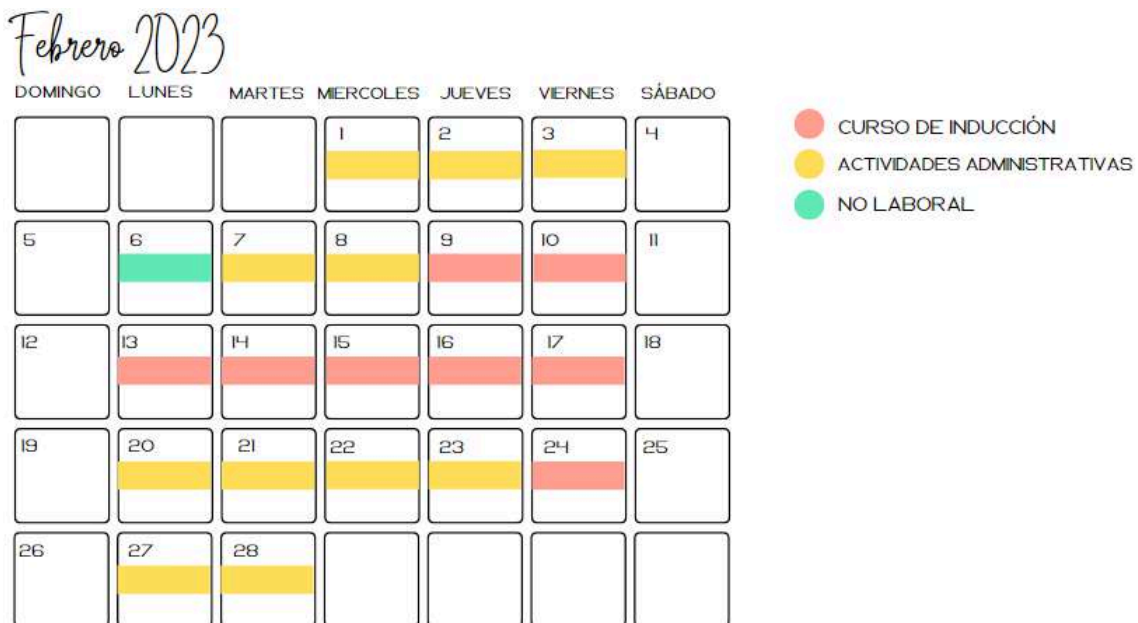 Febrero 2023
DOMINGO LUNES MARTES MIERCOLES JUEVES VIERNES SÁBADO
1 2 3 4
5 6 7 8 9 10 11
12 13 14 15 16 17 18
19 20 21 22 23 24 25
26 27 28
CURSO DE INDUCCIÓN
ACTIVIDADES ADMINISTRATIVAS
NO LABORAL